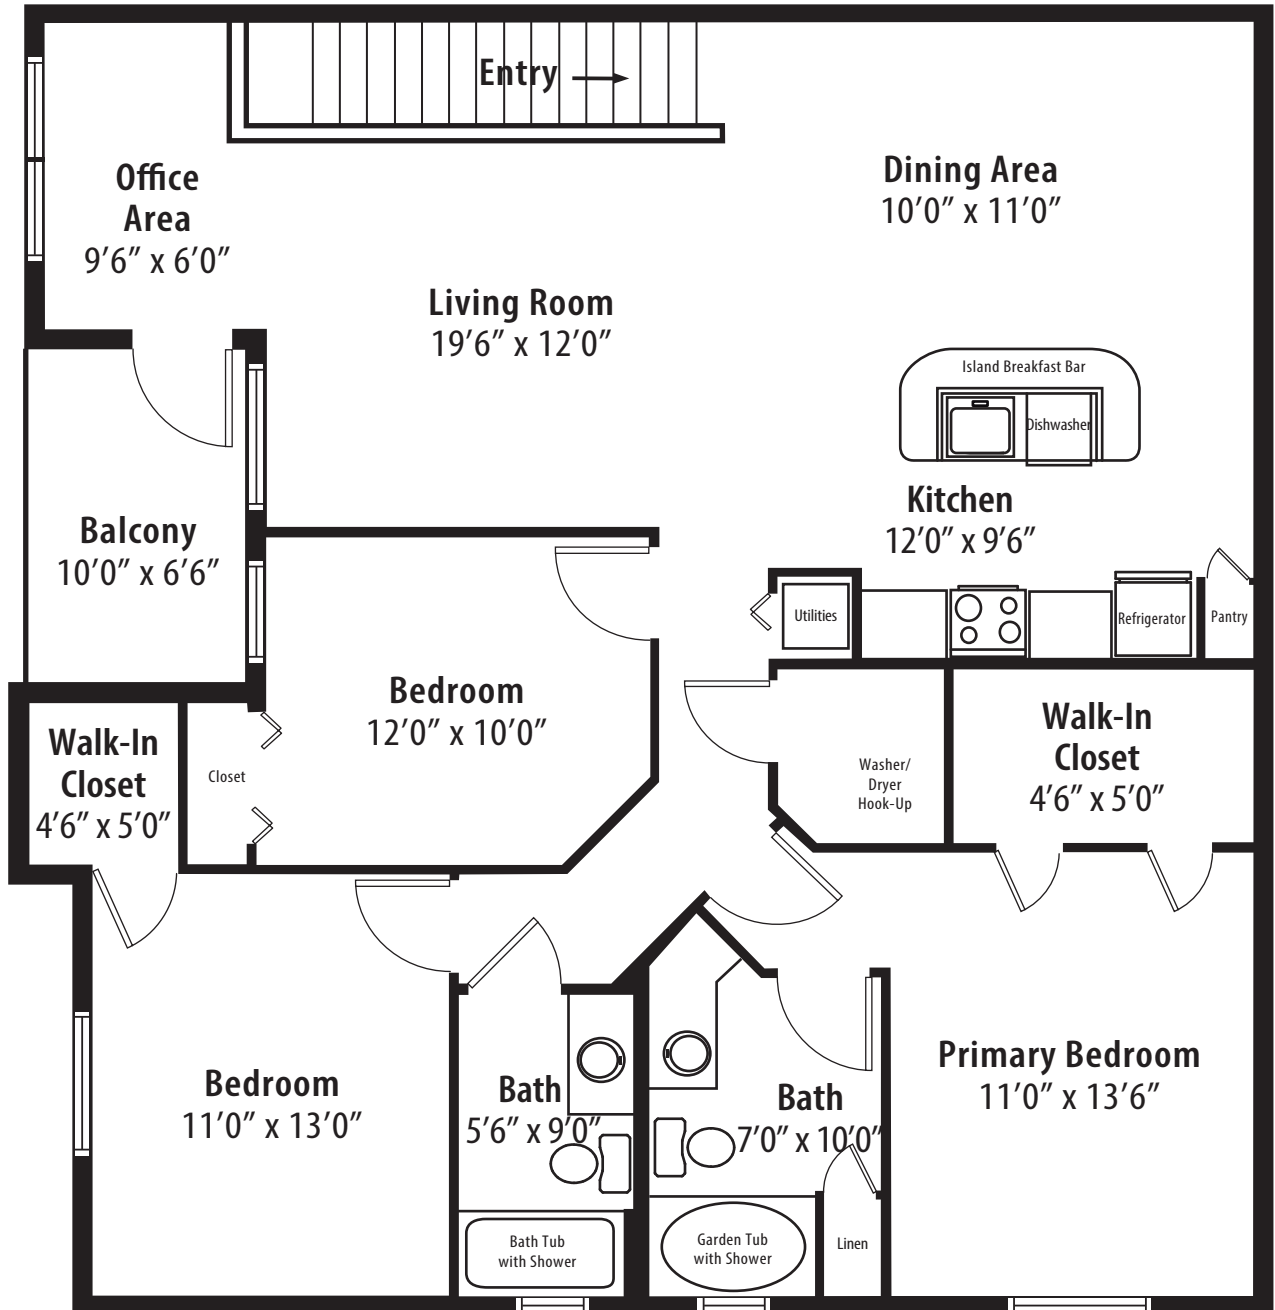 Entry
Office
Area
9’6” x 6’0”
Dining Area
10’0” x 11’0”
Living Room
19’6” x 12’0”
Island Breakfast Bar
Dishwasher
Kitchen
12’0” x 9’6”
Balcony
10’0” x 6’6”
Utilities
Refrigerator
Pantry
Bedroom
12’0” x 10’0”
Walk-In
Closet
4’6” x 5’0”
Closet
Washer/
Dryer
Hook-Up
Walk-In
Closet
4’6” x 5’0”
Bedroom
11’0” x 13’0”
Bath
5’6” x 9’0”
Bath
7’0” x 10’0”
Primary Bedroom
11’0” x 13’6”
Bath Tub
with Shower
Garden Tub
with Shower
Linen